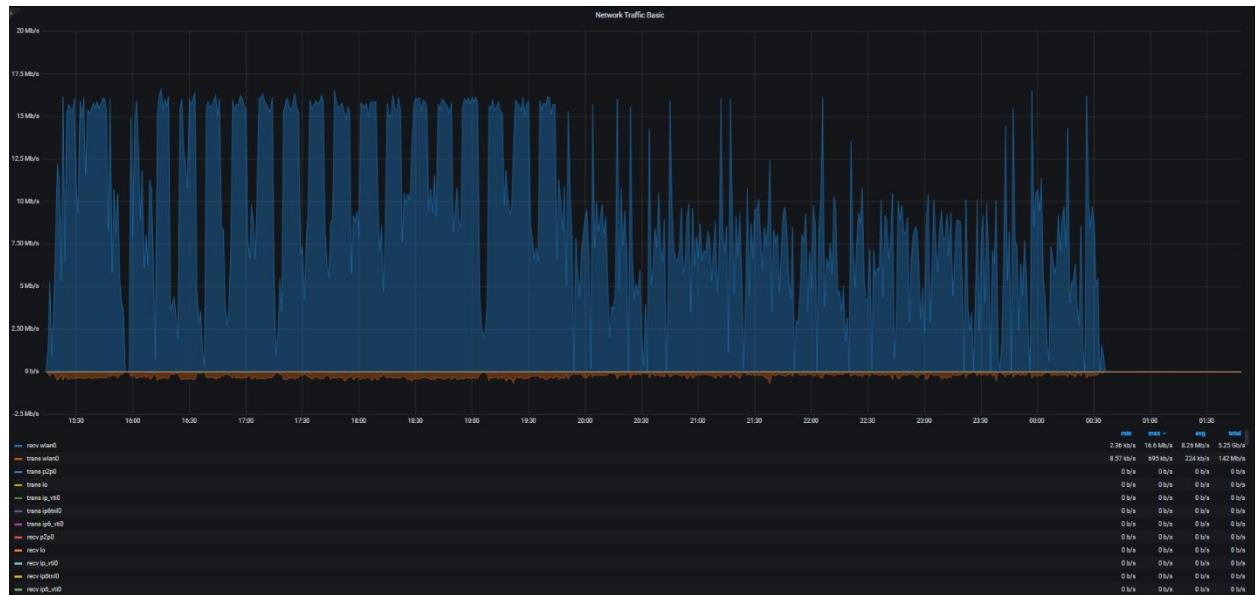 Network Traffic Basic
20 Mb/s
17.5 Mb/s
15 Mb/s
12.5 Mb/s
10 Mb/s
7.50 Mb/s
5 Mb/s
2.50 Mb/s
0 b/s
-2.5 Mb/s
15:30 16:00 16:30 17:00 17:30 18:00 18:30 19:00 19:30 20:00 20:30 21:00 21:30 22:00 22:30 23:00 23:30 00:00 00:30 01:00 01:30
min max avg total
recv wlan0 2.36 kb/s 16.6 Mb/s 8.26 Mb/s 5.25 Gb/s
trans wlan0 8.57 kb/s 695 kb/s 224 kb/s 142 Mb/s
trans p2p0 0 b/s 0 b/s 0 b/s 0 b/s
trans lo 0 b/s 0 b/s 0 b/s 0 b/s
trans ip_vti0 0 b/s 0 b/s 0 b/s 0 b/s
trans ip6tnl0 0 b/s 0 b/s 0 b/s 0 b/s
trans ip6_vti0 0 b/s 0 b/s 0 b/s 0 b/s
recv p2p0 0 b/s 0 b/s 0 b/s 0 b/s
recv lo 0 b/s 0 b/s 0 b/s 0 b/s
recv ip_vti0 0 b/s 0 b/s 0 b/s 0 b/s
recv ip6tnl0 0 b/s 0 b/s 0 b/s 0 b/s
recv ip6_vti0 0 b/s 0 b/s 0 b/s 0 b/s